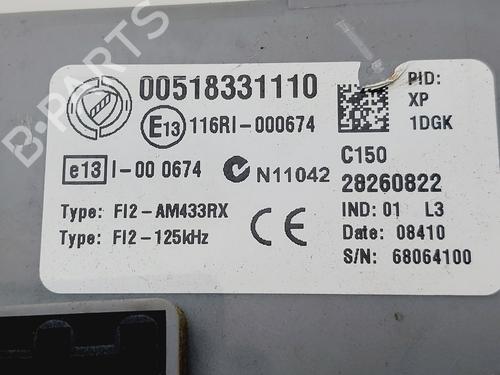 00518331110
E13 116RI-000674
e13 I-00 0674
N11042
Type: FI2-AM433RX
Type: FI2-125kHz
CE
PID:
XP
1DGK
C150
28260822
IND: 01 L3
Date: 08410
S/N: 68064100
B-PARTS